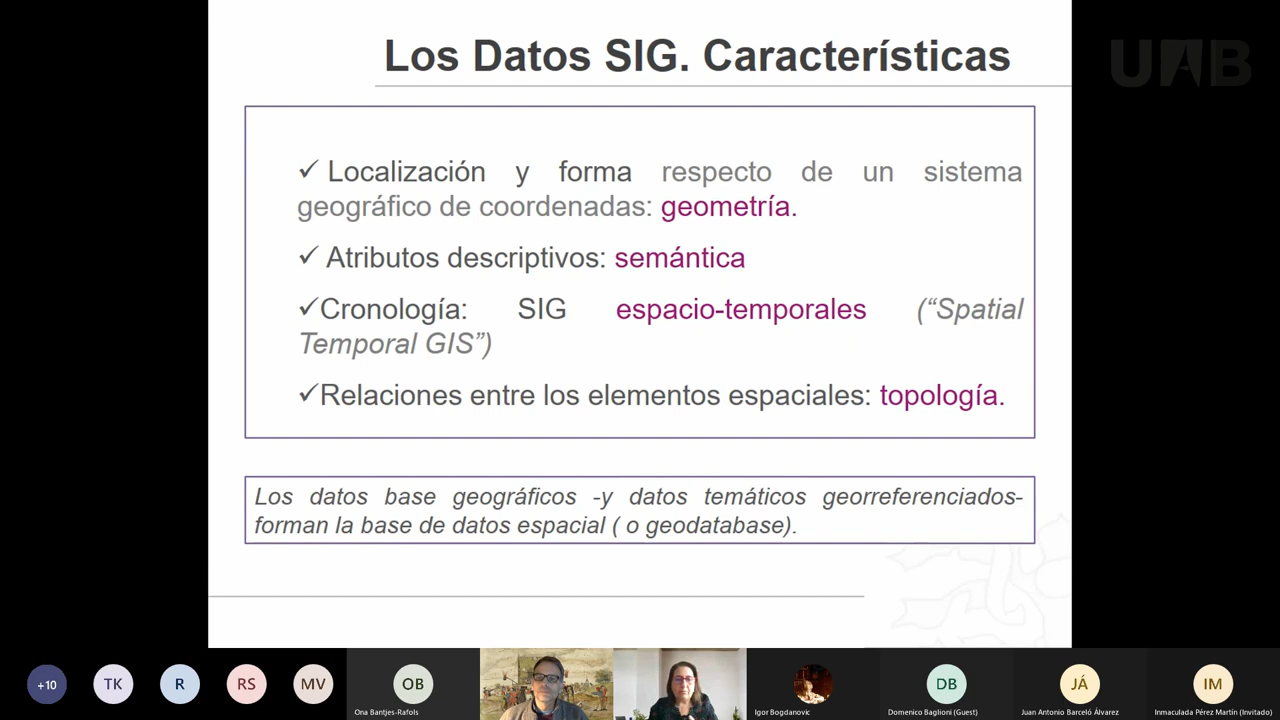 Los Datos SIG. Características
UAB
✓ Localización y forma respecto de un sistema
geográfico de coordenadas: geometría.
✓ Atributos descriptivos: semántica
✓Cronología: SIG espacio-temporales (“Spatial
Temporal GIS”)
✓Relaciones entre los elementos espaciales: topología.
Los datos base geográficos -y datos temáticos georreferenciados-
forman la base de datos espacial ( o geodatabase).
+10
TK
R
RS
MV
OB
DB
JÁ
IM
Ona Bantjes-Rafols
Igor Bogdanovic
Domenico Baglioni (Guest)
Juan Antonio Barceló Álvarez
Inmaculada Pérez Martín (Invitado)